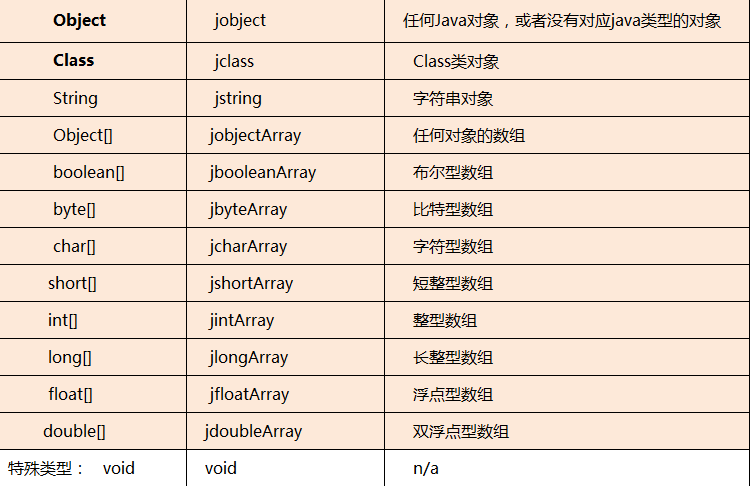 Object jobject 任何Java对象，或者没有对应java类型的对象
Class jclass Class类对象
String jstring 字符串对象
Object[] jobjectArray 任何对象的数组
boolean[] jbooleanArray 布尔型数组
byte[] jbyteArray 比特型数组
char[] jcharArray 字符型数组
short[] jshortArray 短整型数组
int[] jintArray 整型数组
long[] jlongArray 长整型数组
float[] jfloatArray 浮点型数组
double[] jdoubleArray 双浮点型数组
特殊类型： void void n/a